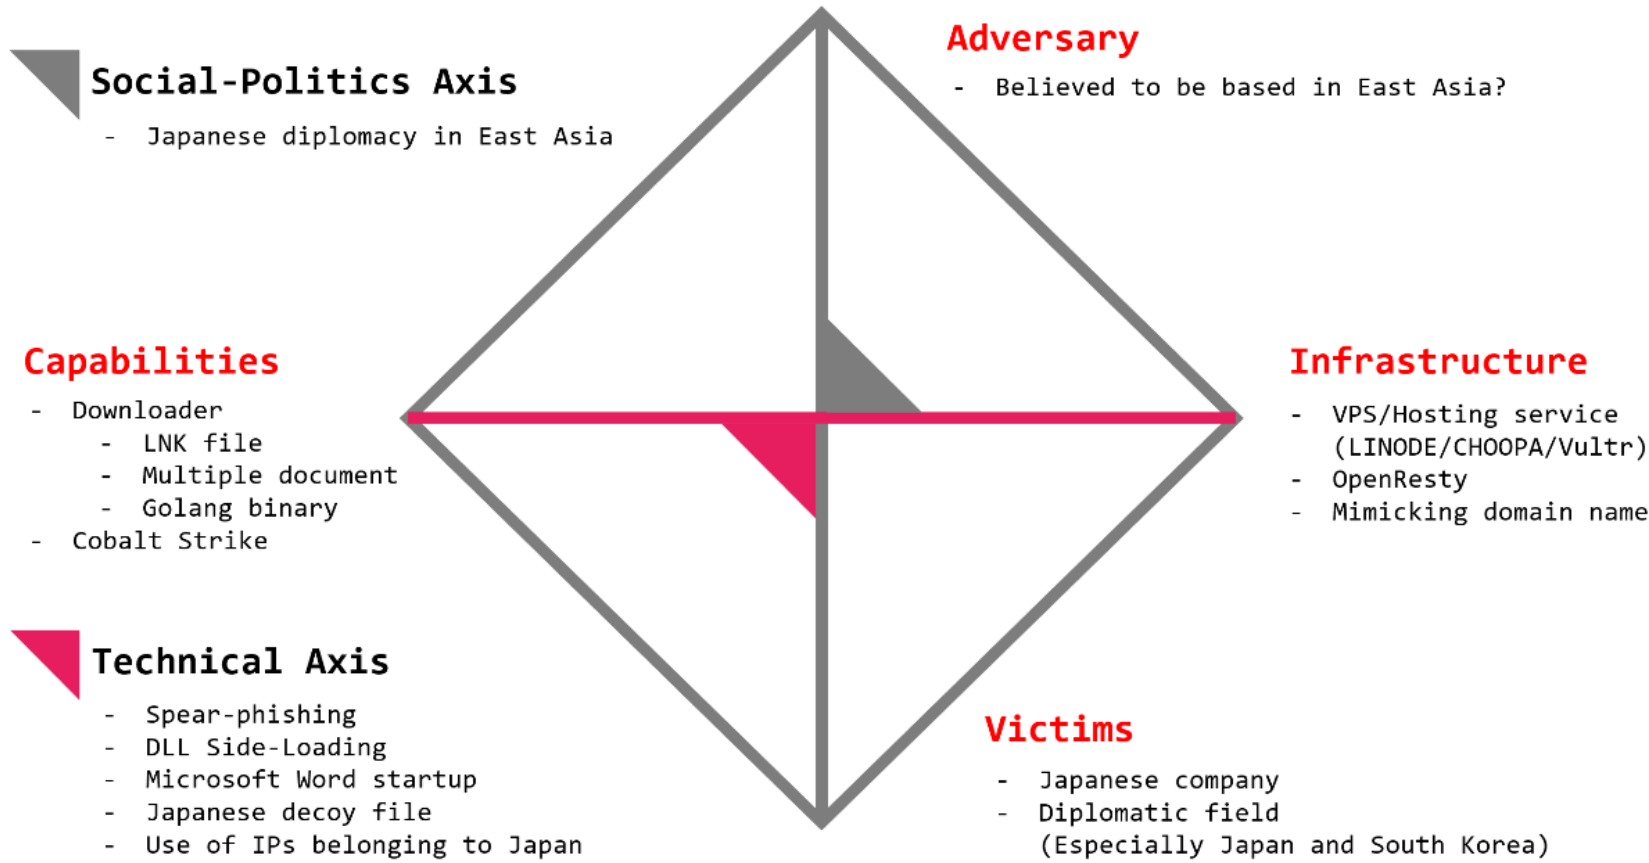 Social-Politics Axis
- Japanese diplomacy in East Asia
Adversary
- Believed to be based in East Asia?
Capabilities
- Downloader
- LNK file
- Multiple document
- Golang binary
- Cobalt Strike
Infrastructure
- VPS/Hosting service
(LINODE/CHOOPA/Vultr)
- OpenResty
- Mimicking domain name
Technical Axis
- Spear-phishing
- DLL Side-Loading
- Microsoft Word startup
- Japanese decoy file
- Use of IPs belonging to Japan
Victims
- Japanese company
- Diplomatic field
(Especially Japan and South Korea)